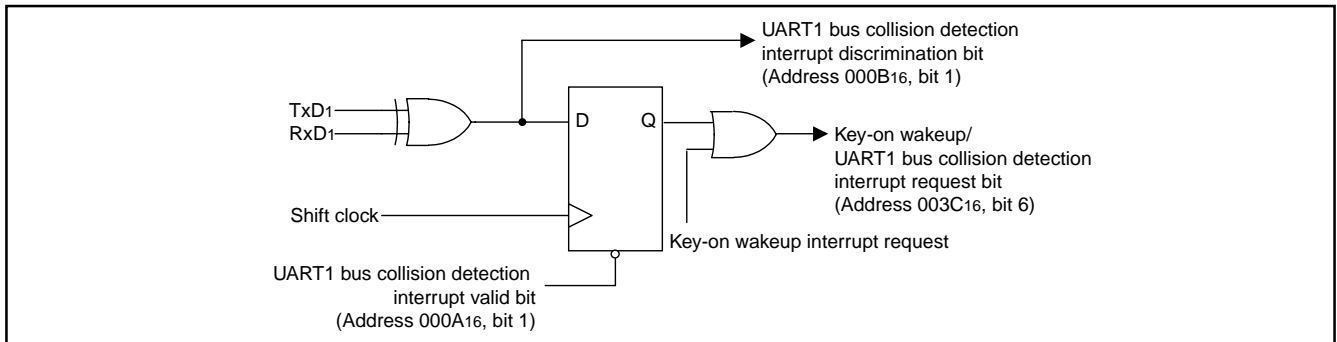 UART1 bus collision detection
interrupt discrimination bit
(Address 000B16, bit 1)
TxD1
RxD1
D
Q
Key-on wakeup/
UART1 bus collision detection
interrupt request bit
(Address 003C16, bit 6)
Shift clock
Key-on wakeup interrupt request
UART1 bus collision detection
interrupt valid bit
(Address 000A16, bit 1)